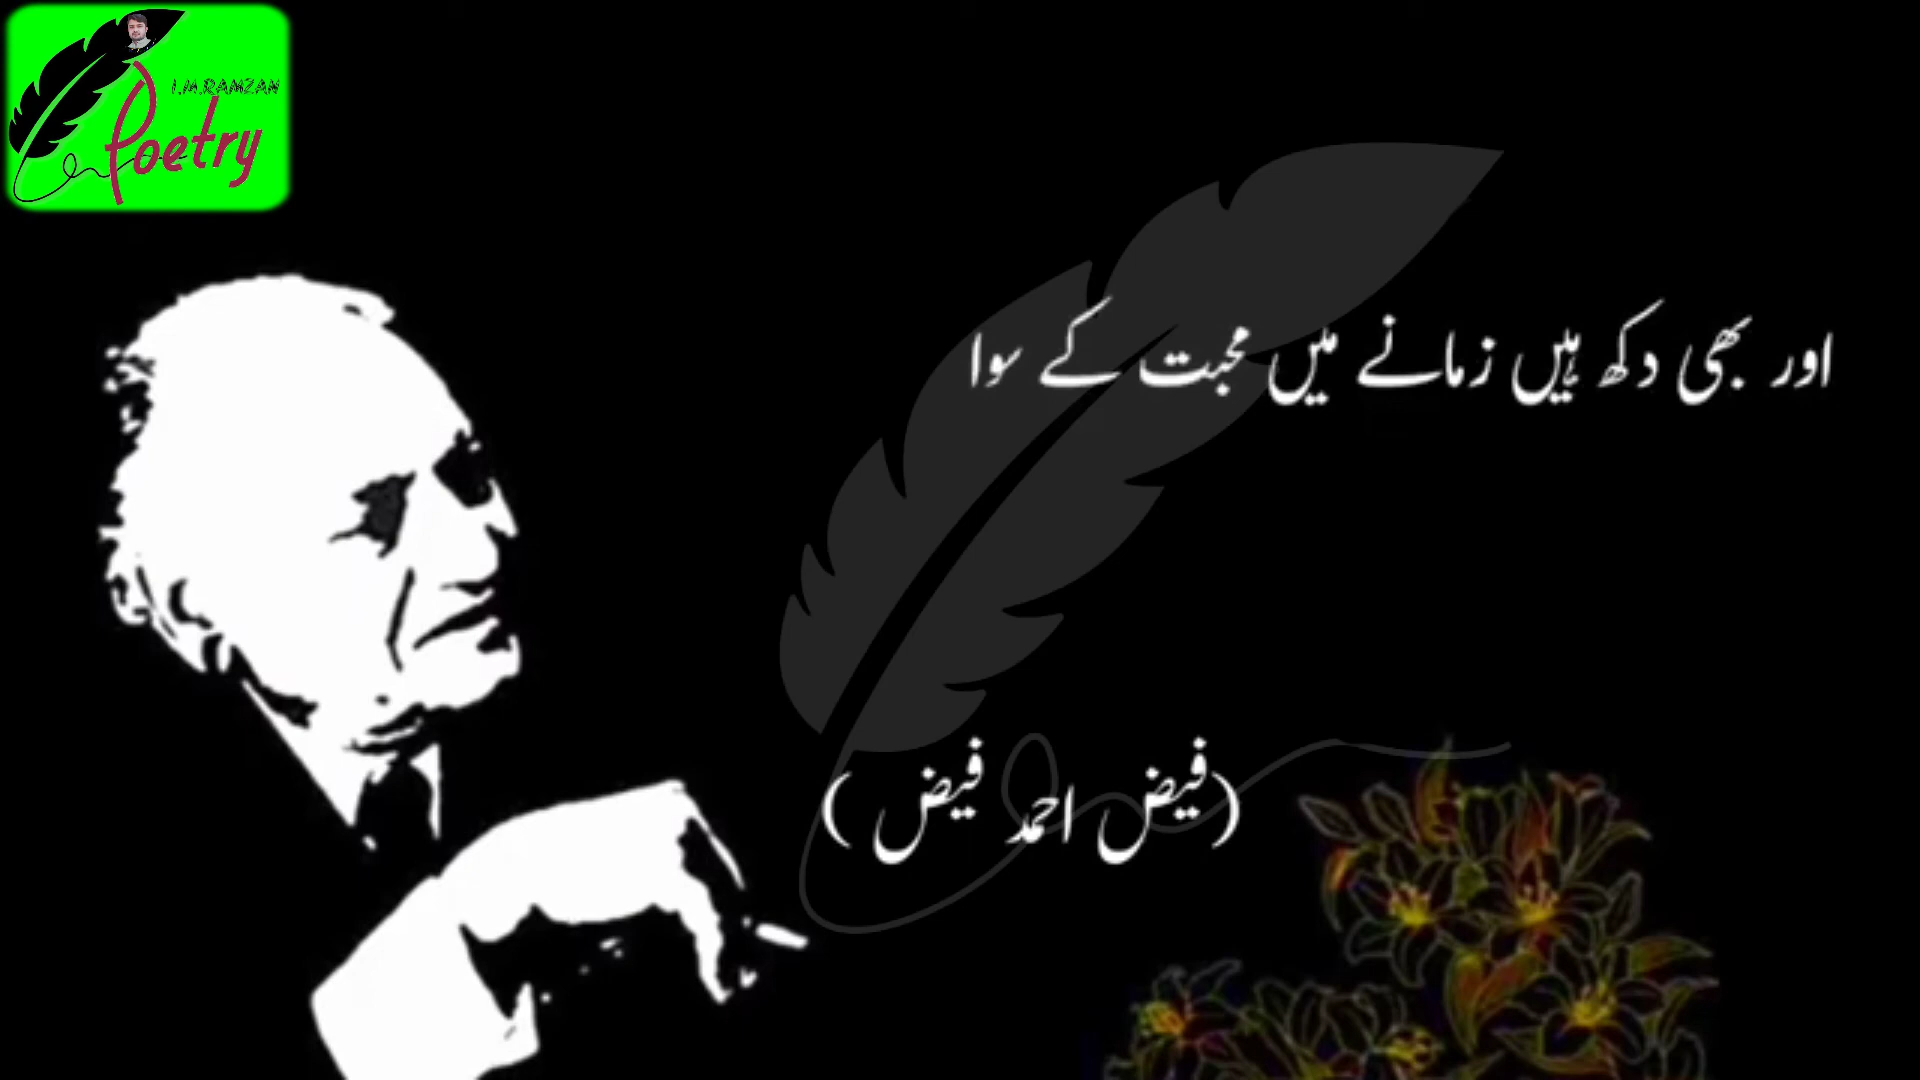 I.M.RAMZAN
Poetry
اور بھی دکھ ہیں زمانے میں محبت کے سوا
(فیض احمد فیض )